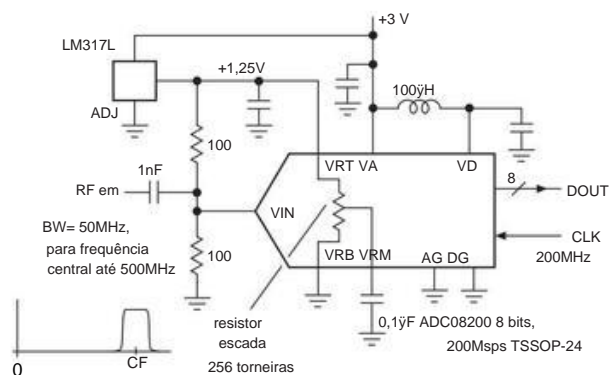 +3 V
LM317L
+1,25V
ADJ
100ÿH
100
1nF
RF em
VRT VA
VD
8
DOUT
VIN
BW= 50MHz,
para frequência
central até 500MHz
100
CLK
200MHz
VRB VRM
AG DG
0,1ÿF ADC08200 8 bits,
200Msps TSSOP-24
resistor
escada
256 torneiras
0
CF